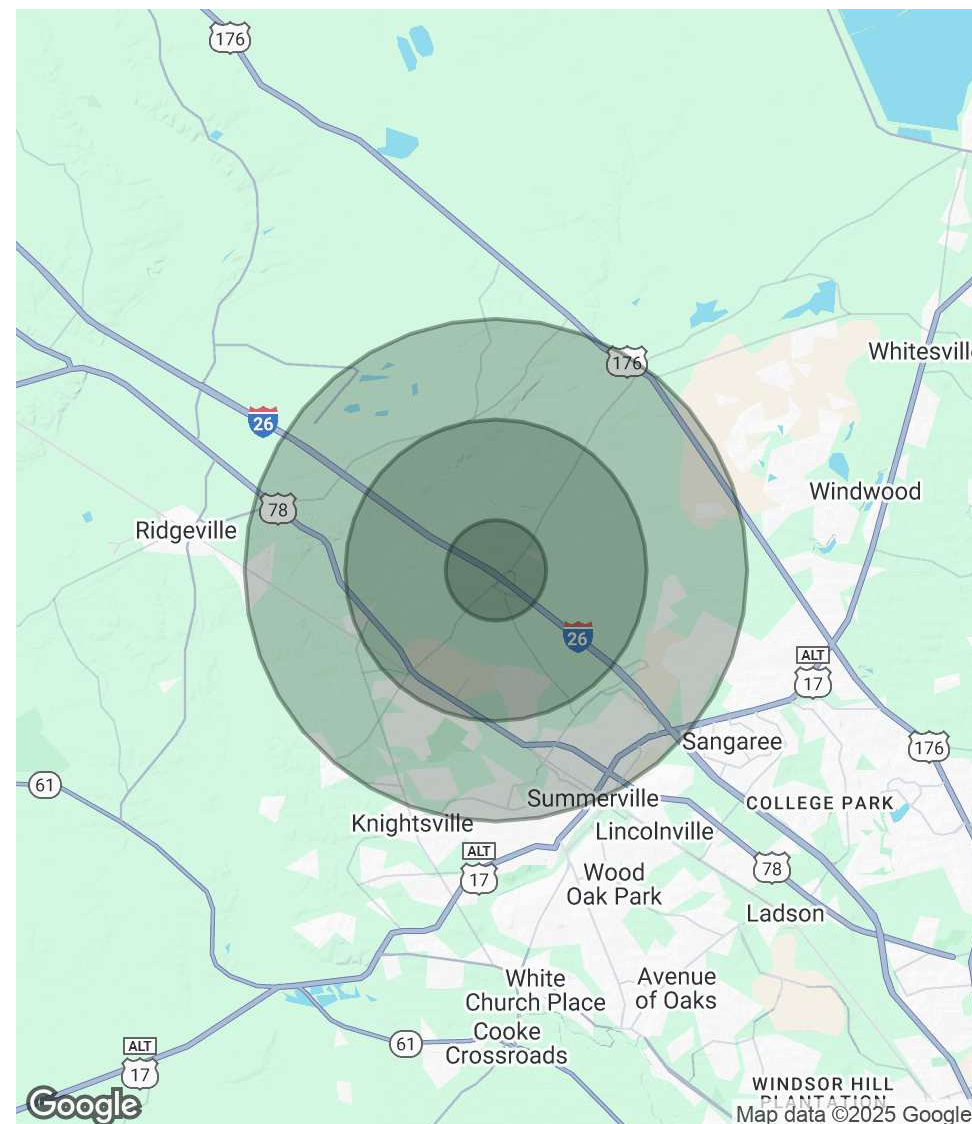 176
176
Whitesvill
26
Windwood
78
Ridgeville
26
ALT
17
Sangaree
176
61
Summerville
COLLEGE PARK
Knightsville
Lincolnville
ALT
17
78
Wood
Oak Park
Ladson
White
Church Place
Avenue
of Oaks
Cooke
Crossroads
61
ALT
17
WINDSOR HILL
PLANTATION
Google
Map data ©2025 Google